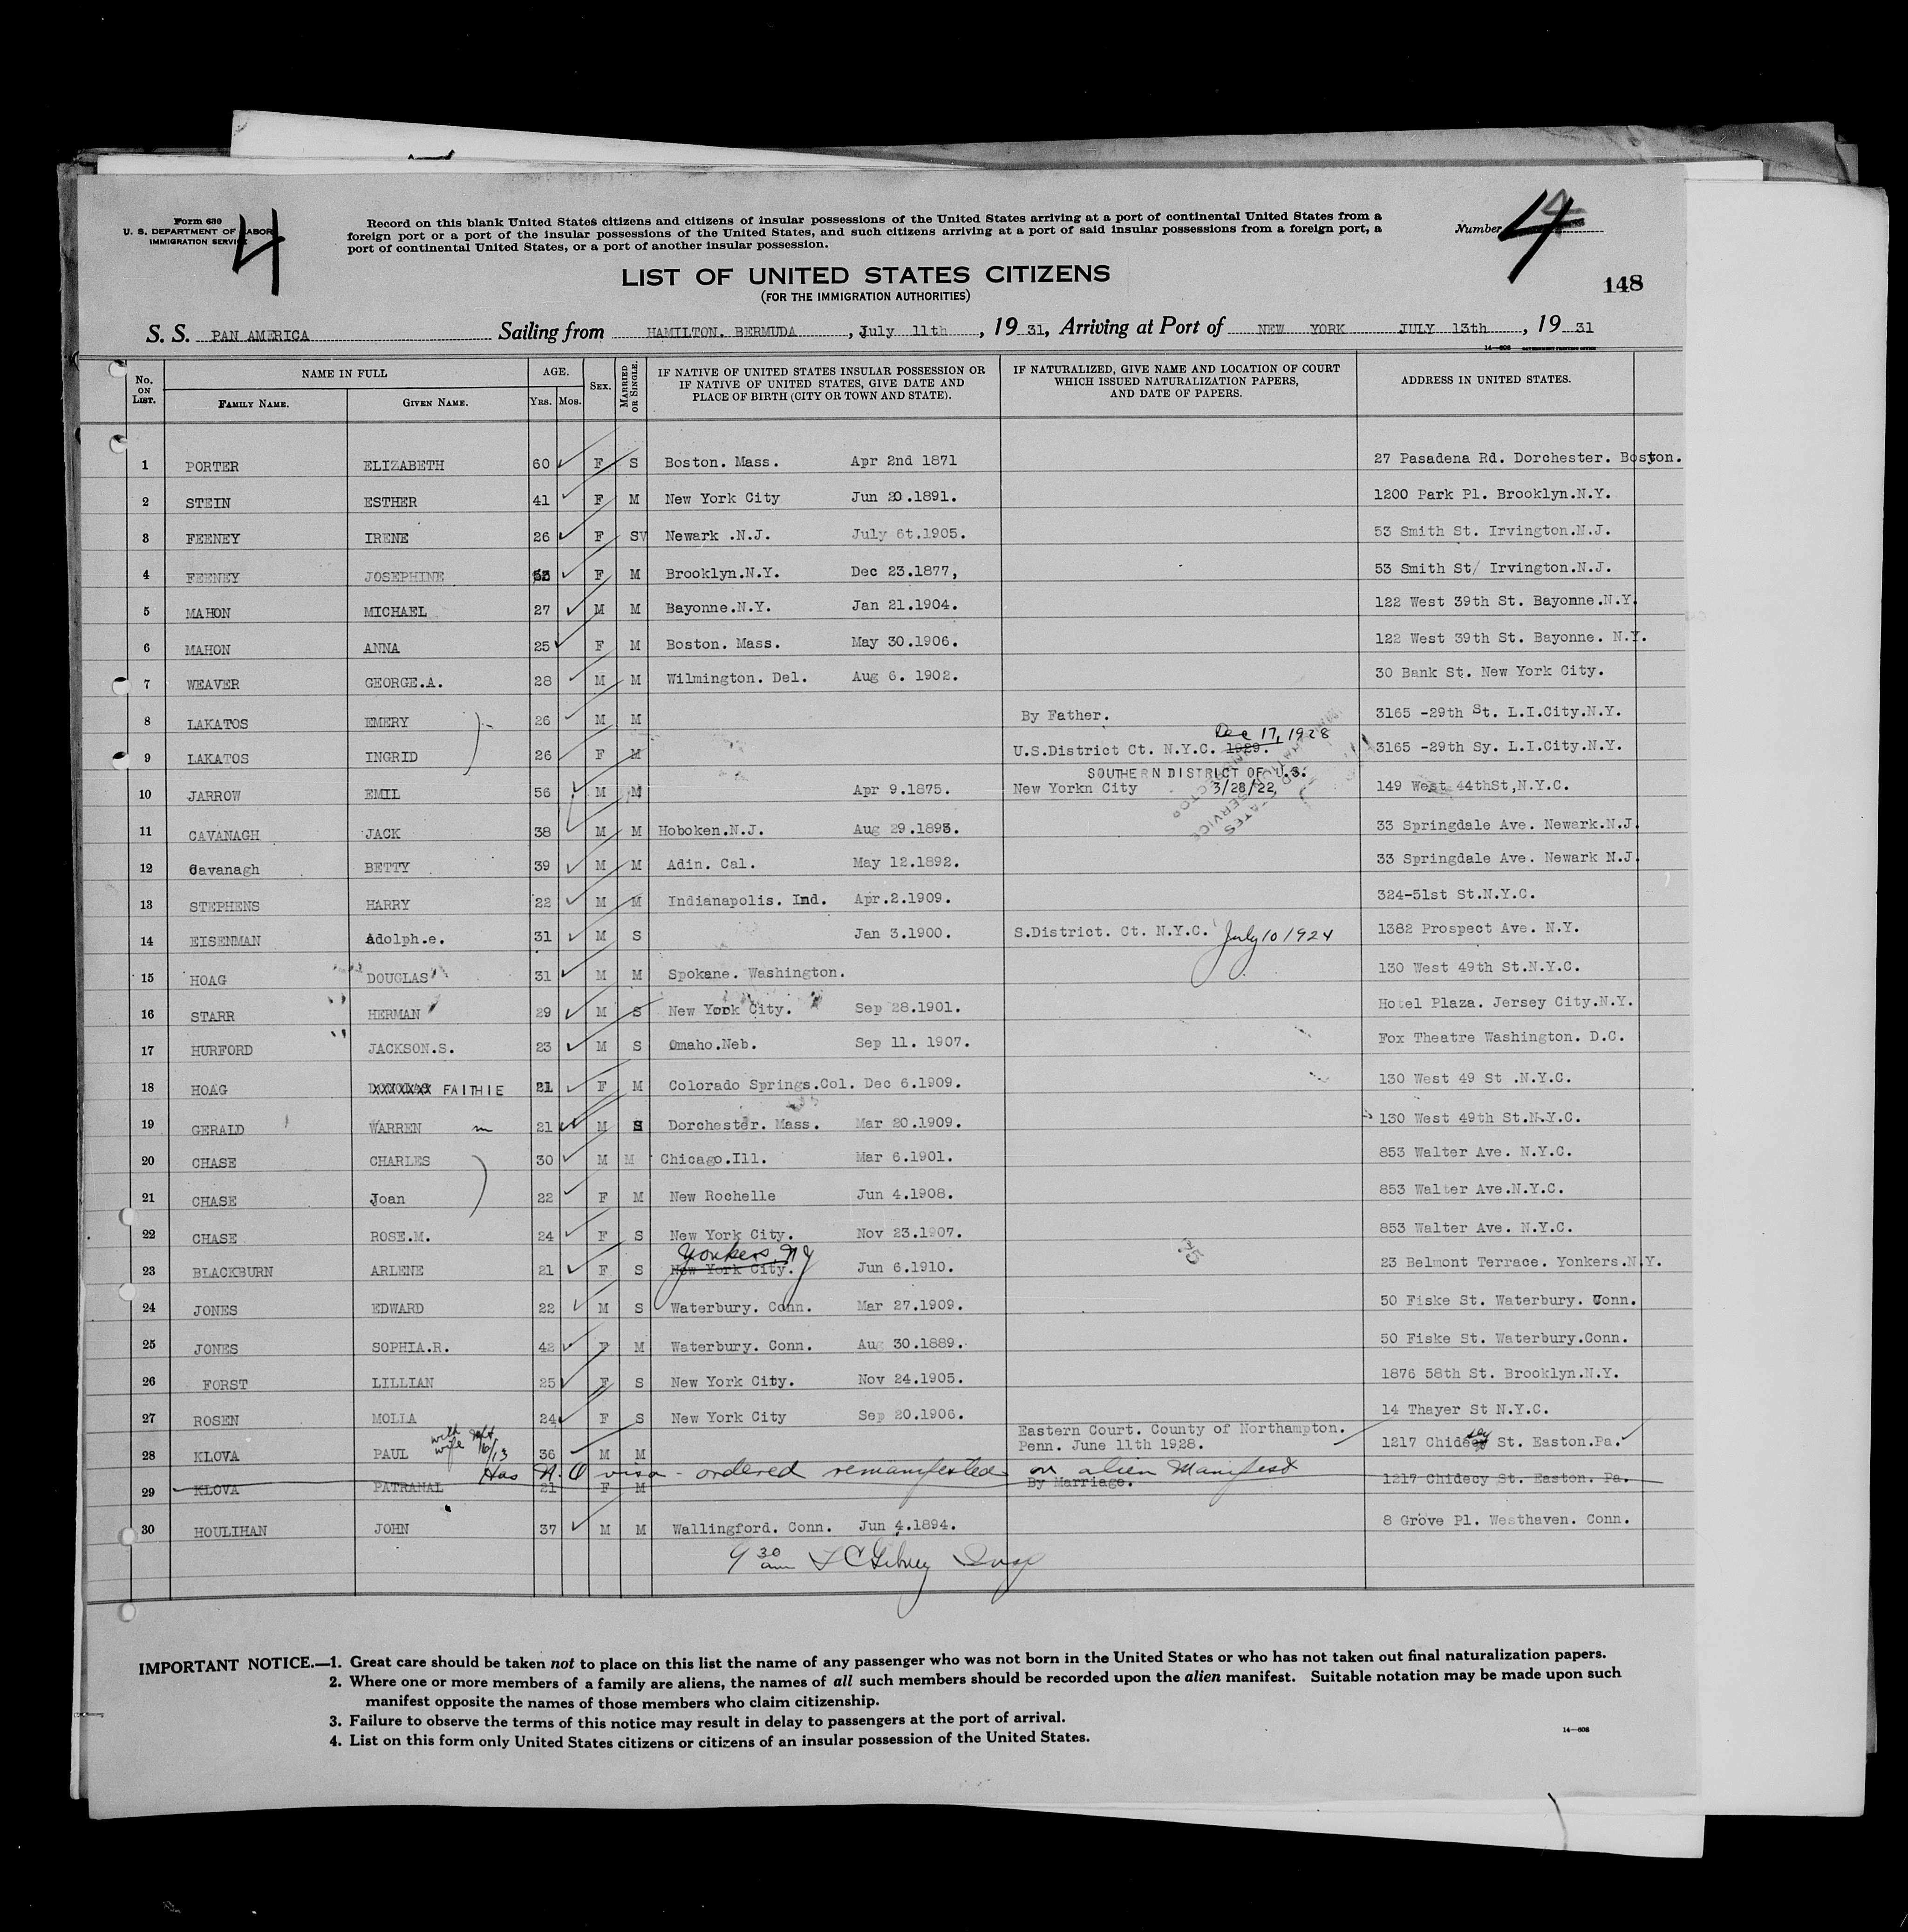 Form 630
U. S. DEPARTMENT OF LABOR
IMMIGRATION SERVICE
4
Record on this blank United States citizens and citizens of insular possessions of the United States arriving at a port of continental United States from a
foreign port or a port of the insular possessions of the United States, and such citizens arriving at a port of said insular possessions from a foreign port, a
port of continental United States, or a port of another insular possession.
Number 4
LIST OF UNITED STATES CITIZENS
(FOR THE IMMIGRATION AUTHORITIES)
148
S. S. PAN AMERICA Sailing from HAMILTON. BERMUDA, July 11th, 19 31, Arriving at Port of NEW YORK JULY 13th, 19 31
14—606 GOVERNMENT PRINTING OFFICE
No. ON LIST. NAME IN FULL FAMILY NAME. GIVEN NAME. AGE. YRS. MOS. SEX. MARRIED OR SINGLE. IF NATIVE OF UNITED STATES INSULAR POSSESSION OR IF NATIVE OF UNITED STATES, GIVE DATE AND PLACE OF BIRTH (CITY OR TOWN AND STATE). IF NATURALIZED, GIVE NAME AND LOCATION OF COURT WHICH ISSUED NATURALIZATION PAPERS, AND DATE OF PAPERS. ADDRESS IN UNITED STATES.
1 PORTER ELIZABETH 60 F S Boston. Mass. Apr 2nd 1871 27 Pasadena Rd. Dorchester. Boston.
2 STEIN ESTHER 41 F M New York City Jun 20.1891. 1200 Park Pl. Brooklyn.N.Y.
3 FEENEY IRENE 26 F S Newark .N.J. July 6t.1905. 53 Smith St. Irvington.N.J.
4 FEENEY JOSEPHINE F M Brooklyn.N.Y. Dec 23.1877, 53 Smith St/ Irvington.N.J.
5 MAHON MICHAEL 27 M M Bayonne.N.Y. Jan 21.1904. 122 West 39th St. Bayonne.N.Y.
6 MAHON ANNA 25 F M Boston. Mass. May 30.1906. 122 West 39th St. Bayonne. N.Y.
7 WEAVER GEORGE.A. 28 M M Wilmington. Del. Aug 6. 1902. 30 Bank St. New York City.
8 LAKATOS EMERY 26 M M By Father. 3165 -29th St. L.I.City.N.Y.
Dec 17, 1928
9 LAKATOS INGRID 26 F M U.S.District Ct. N.Y.C. 1929. 3165 -29th Sy. L.I.City.N.Y.
SOUTHERN DISTRICT OF U.S.
10 JARROW EMIL 56 M M Apr 9.1875. New Yorkn City 3/28/22 149 West 44thSt,N.Y.C.
11 CAVANAGH JACK 38 M M Hoboken.N.J. Aug 29.1893. 33 Springdale Ave. Newark.N.J.
12 Cavanagh BETTY 39 M M Adin. Cal. May 12.1892. 33 Springdale Ave. Newark N.J.
13 STEPHENS HARRY 22 M M Indianapolis. Ind. Apr.2.1909. 324-51st St.N.Y.C.
14 EISENMAN Adolph.e. 31 M S Jan 3.1900. S.District. Ct. N.Y.C. July 10 1924 1382 Prospect Ave. N.Y.
15 HOAG DOUGLAS 31 M M Spokane. Washington. 130 West 49th St.N.Y.C.
16 STARR HERMAN 29 M S New York City. Sep 28.1901. Hotel Plaza. Jersey City.N.Y.
17 HURFORD JACKSON.S. 23 M S Omaho.Neb. Sep 11. 1907. Fox Theatre Washington. D.C.
18 HOAG FAITHIE 21 F M Colorado Springs.Col. Dec 6.1909. 130 West 49 St .N.Y.C.
19 GERALD WARREN m 21 M S Dorchester. Mass. Mar 20.1909. 130 West 49th St.N.Y.C.
20 CHASE CHARLES 30 M M Chicago.Ill. Mar 6.1901. 853 Walter Ave. N.Y.C.
21 CHASE Joan 22 F M New Rochelle Jun 4.1908. 853 Walter Ave.N.Y.C.
22 CHASE ROSE.M. 24 F S New York City. Nov 23.1907. 853 Walter Ave. N.Y.C.
Yonkers, NY
23 BLACKBURN ARLENE 21 F S New York City. Jun 6.1910. 23 Belmont Terrace. Yonkers.N.Y.
24 JONES EDWARD 22 M S Waterbury. Conn. Mar 27.1909. 50 Fiske St. Waterbury. Conn.
25 JONES SOPHIA.R. 42 F M Waterbury. Conn. Aug 30.1889. 50 Fiske St. Waterbury.Conn.
26 FORST LILLIAN 25 F S New York City. Nov 24.1905. 1876 58th St. Brooklyn.N.Y.
27 ROSEN MOLLA 24 F S New York City Sep 20.1906. 14 Thayer St N.Y.C.
Eastern Court. County of Northampton.
28 KLOVA PAUL with wife 36 M M Penn. June 11th 1928. 1217 Chidecy St. Easton.Pa.
Has N.Q visa - ordered remanifested on alien Manifest
29 KLOVA PATRANAL 21 F M By Marriage. 1217 Chidecy St. Easton. Pa.
30 HOULIHAN JOHN 37 M M Wallingford. Conn. Jun 4.1894. 8 Grove Pl. Westhaven. Conn.
9 30 am
IMPORTANT NOTICE.—1. Great care should be taken not to place on this list the name of any passenger who was not born in the United States or who has not taken out final naturalization papers.
2. Where one or more members of a family are aliens, the names of all such members should be recorded upon the alien manifest. Suitable notation may be made upon such
manifest opposite the names of those members who claim citizenship.
3. Failure to observe the terms of this notice may result in delay to passengers at the port of arrival.
4. List on this form only United States citizens or citizens of an insular possession of the United States.
14—606